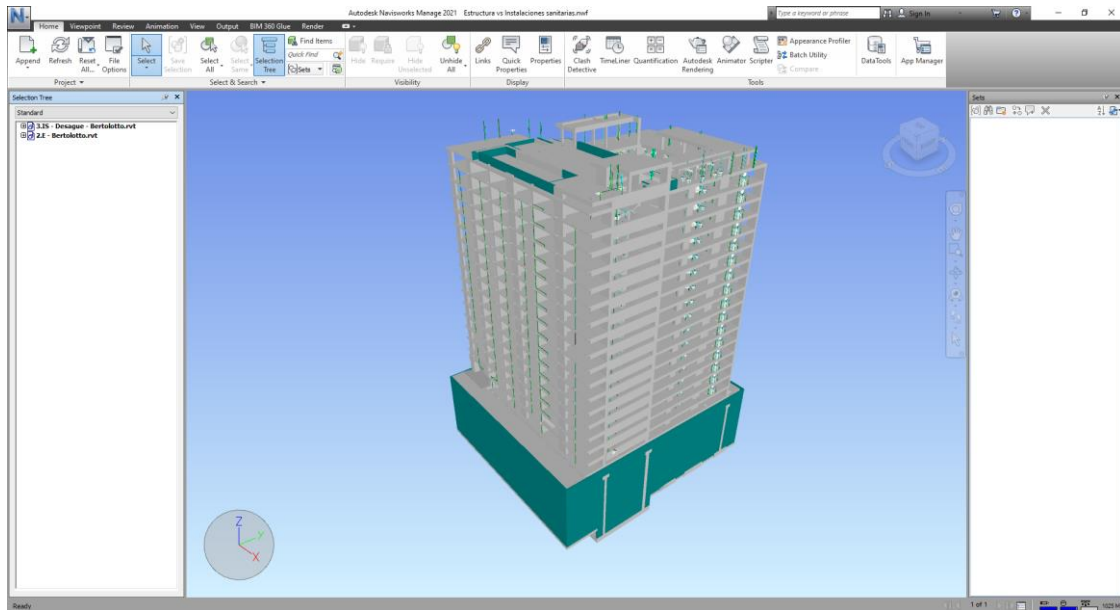 Autodesk Navisworks Manage 2021 Estructura vs Instaleciones senitarias.nwf
Type a keyword or phrase
Sign In
Home Viewpoint Review Animation View Output BIM 360 Glue Render
Append Refresh Reset All... File Options Select Save Selection Select All Select Same Selection Tree Find Items Quick Find Sets Hide Require Hide Unselected Unhide All Links Quick Properties Properties Clash Detective TimeLiner Quantification Autodesk Rendering Animator Scripter Appearance Profiler Batch Utility Compare DataTools App Manager
Project Select & Search Visibility Display Tools
Selection Tree
Sets
Standard
3.IS - Desague - Bertolotto.rvt
2.E - Bertolotto.rvt
Z
Y
X
Ready
1 of 1